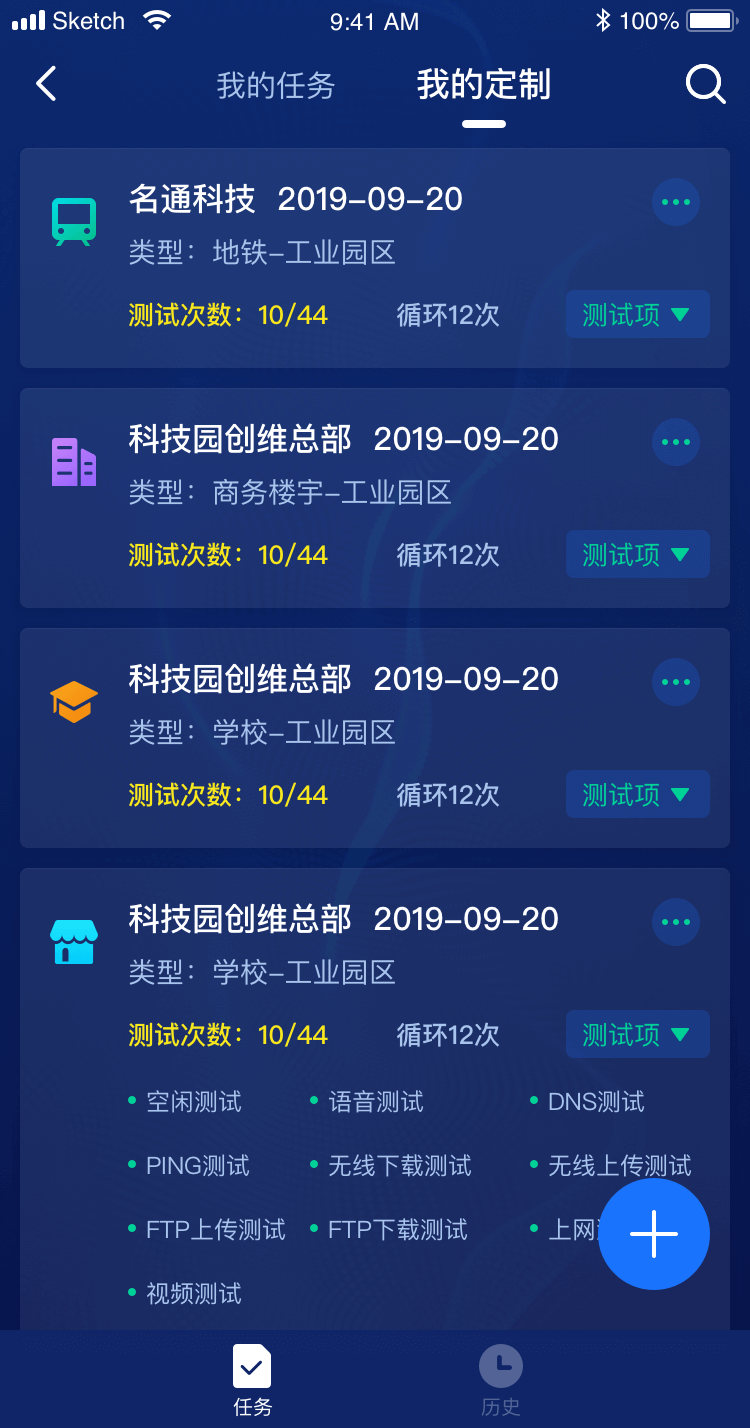 Sketch 9:41 AM 100%
我的任务 我的定制
名通科技 2019-09-20
类型：地铁-工业园区
测试次数：10/44 循环12次 测试项
科技园创维总部 2019-09-20
类型：商务楼宇-工业园区
测试次数：10/44 循环12次 测试项
科技园创维总部 2019-09-20
类型：学校-工业园区
测试次数：10/44 循环12次 测试项
科技园创维总部 2019-09-20
类型：学校-工业园区
测试次数：10/44 循环12次 测试项
空闲测试 语音测试 DNS测试
PING测试 无线下载测试 无线上传测试
FTP上传测试 FTP下载测试 上网
视频测试
任务 历史